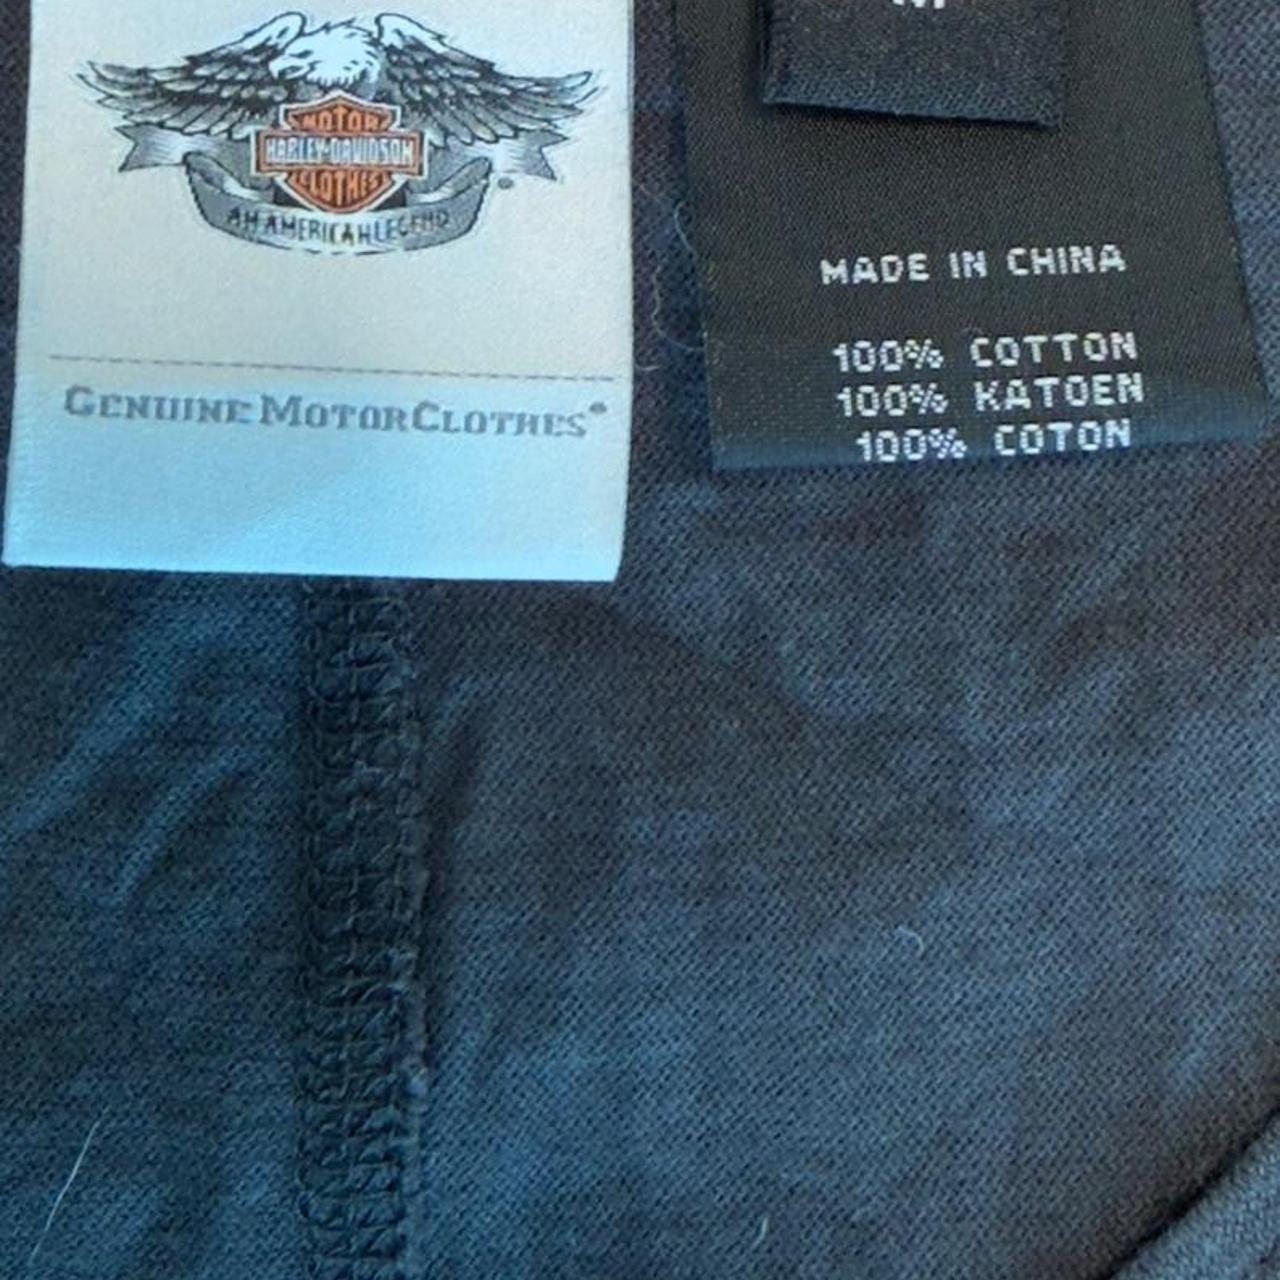 MOTOR
HARLEY-DAVIDSON
CLOTHES
AN AMERICAN LEGEND
GENUINE MOTORCLOTHES®
MADE IN CHINA
100% COTTON
100% KATOEN
100% COTON